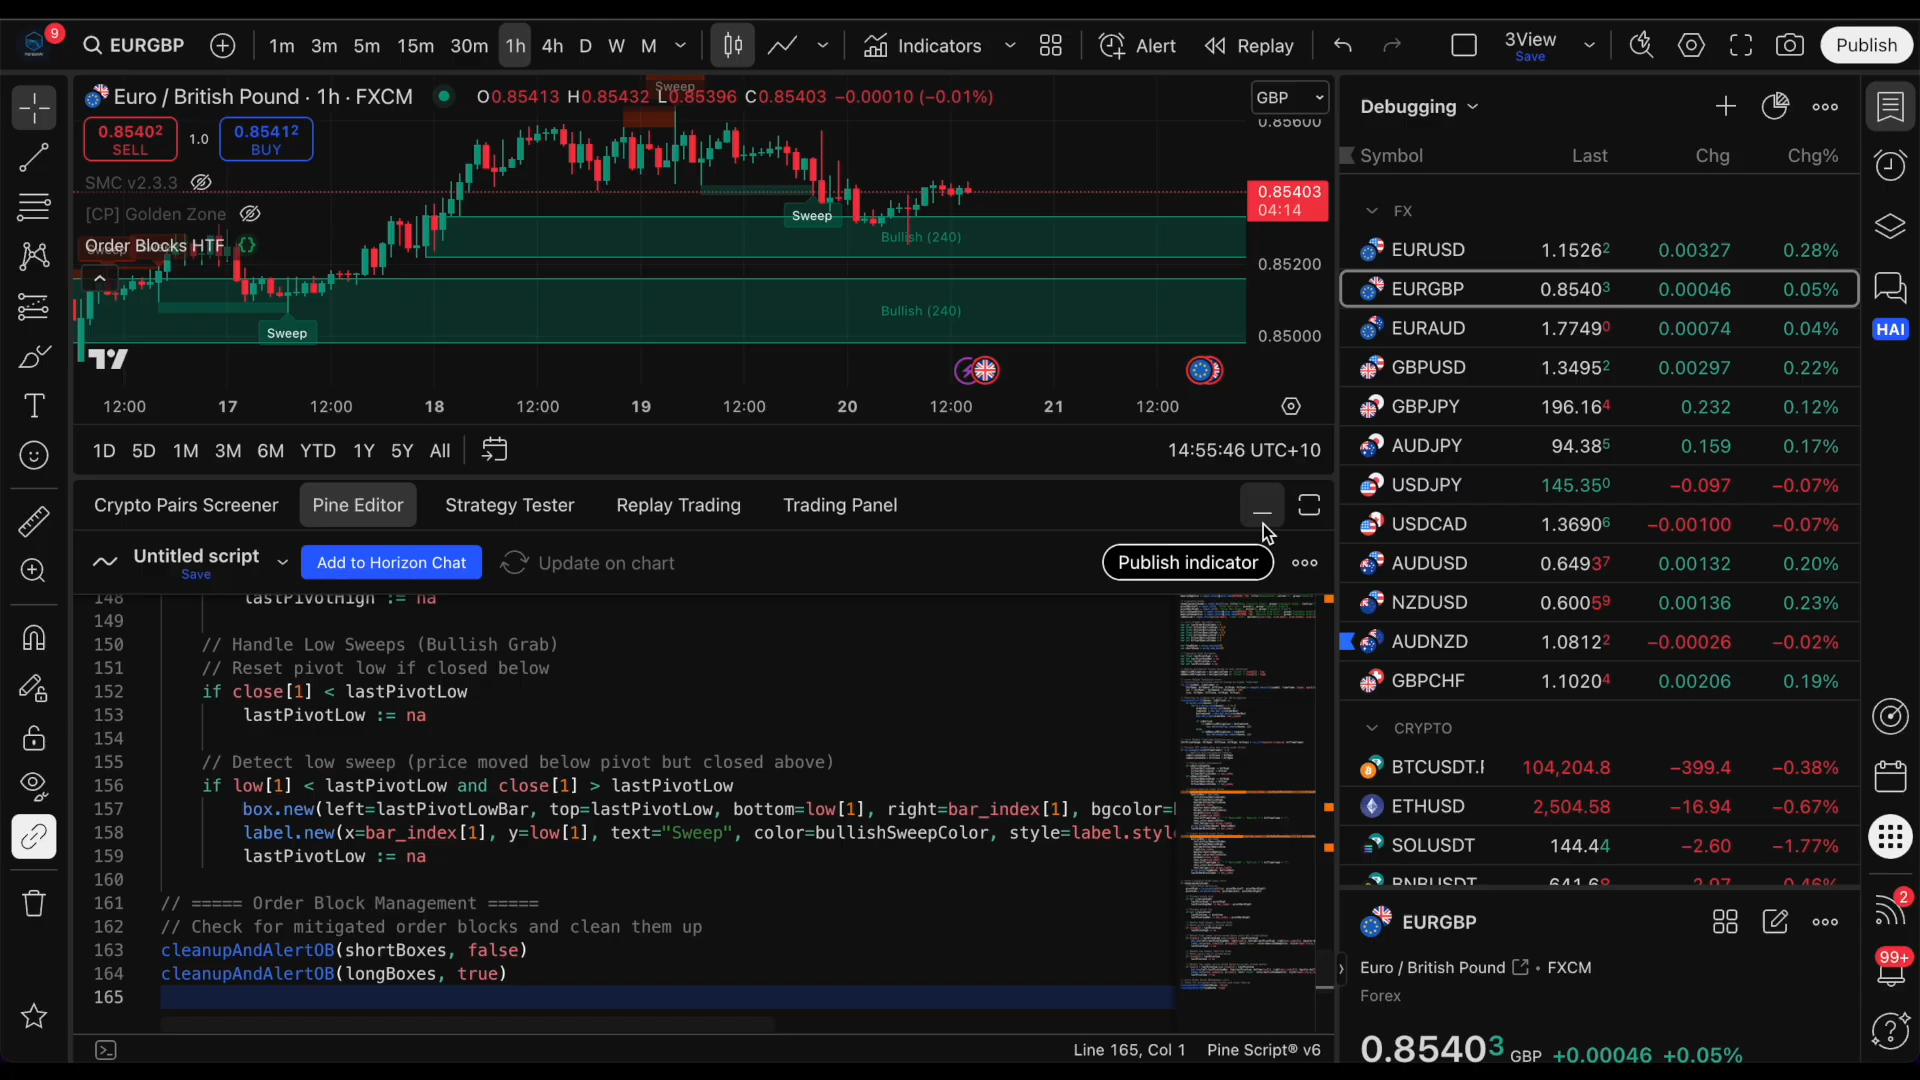 9
EURGBP
1m 3m 5m 15m 30m 1h 4h D W M
Indicators
Alert
Replay
3View
Save
Publish
Euro / British Pound · 1h · FXCM
O0.85413 H0.85432 L0.85396 C0.85403 −0.00010 (−0.01%)
Sweep
GBP
0.85402
SELL
1.0
0.85412
BUY
0.85600
SMC v2.3.3
[CP] Golden Zone
Order Blocks HTF {}
0.85403
04:14
Sweep
Bullish (240)
0.85200
Bullish (240)
Sweep
0.85000
12:00 17 12:00 18 12:00 19 12:00 20 12:00 21 12:00
1D 5D 1M 3M 6M YTD 1Y 5Y All
14:55:46 UTC+10
Crypto Pairs Screener
Pine Editor
Strategy Tester
Replay Trading
Trading Panel
Untitled script
Save
Add to Horizon Chat
Update on chart
Publish indicator
148 lastPivotHigh := na
149
150 // Handle Low Sweeps (Bullish Grab)
151 // Reset pivot low if closed below
152 if close[1] < lastPivotLow
153 lastPivotLow := na
154
155 // Detect low sweep (price moved below pivot but closed above)
156 if low[1] < lastPivotLow and close[1] > lastPivotLow
157 box.new(left=lastPivotLowBar, top=lastPivotLow, bottom=low[1], right=bar_index[1], bgcolor=
158 label.new(x=bar_index[1], y=low[1], text="Sweep", color=bullishSweepColor, style=label.styl
159 lastPivotLow := na
160
161 // ===== Order Block Management =====
162 // Check for mitigated order blocks and clean them up
163 cleanupAndAlertOB(shortBoxes, false)
164 cleanupAndAlertOB(longBoxes, true)
165
Line 165, Col 1 Pine Script® v6
Debugging
Symbol Last Chg Chg%
FX
EURUSD 1.15262 0.00327 0.28%
EURGBP 0.85403 0.00046 0.05%
EURAUD 1.77490 0.00074 0.04%
GBPUSD 1.34952 0.00297 0.22%
GBPJPY 196.164 0.232 0.12%
AUDJPY 94.385 0.159 0.17%
USDJPY 145.350 −0.097 −0.07%
USDCAD 1.36906 −0.00100 −0.07%
AUDUSD 0.64937 0.00132 0.20%
NZDUSD 0.60059 0.00136 0.23%
AUDNZD 1.08122 −0.00026 −0.02%
GBPCHF 1.10204 0.00206 0.19%
CRYPTO
BTCUSDT.P 104,204.8 −399.4 −0.38%
ETHUSD 2,504.58 −16.94 −0.67%
SOLUSDT 144.44 −2.60 −1.77%
BNBUSDT 641.68 −2.97 −0.46%
EURGBP
Euro / British Pound • FXCM
Forex
0.85403 GBP +0.00046 +0.05%
HAI
2
99+